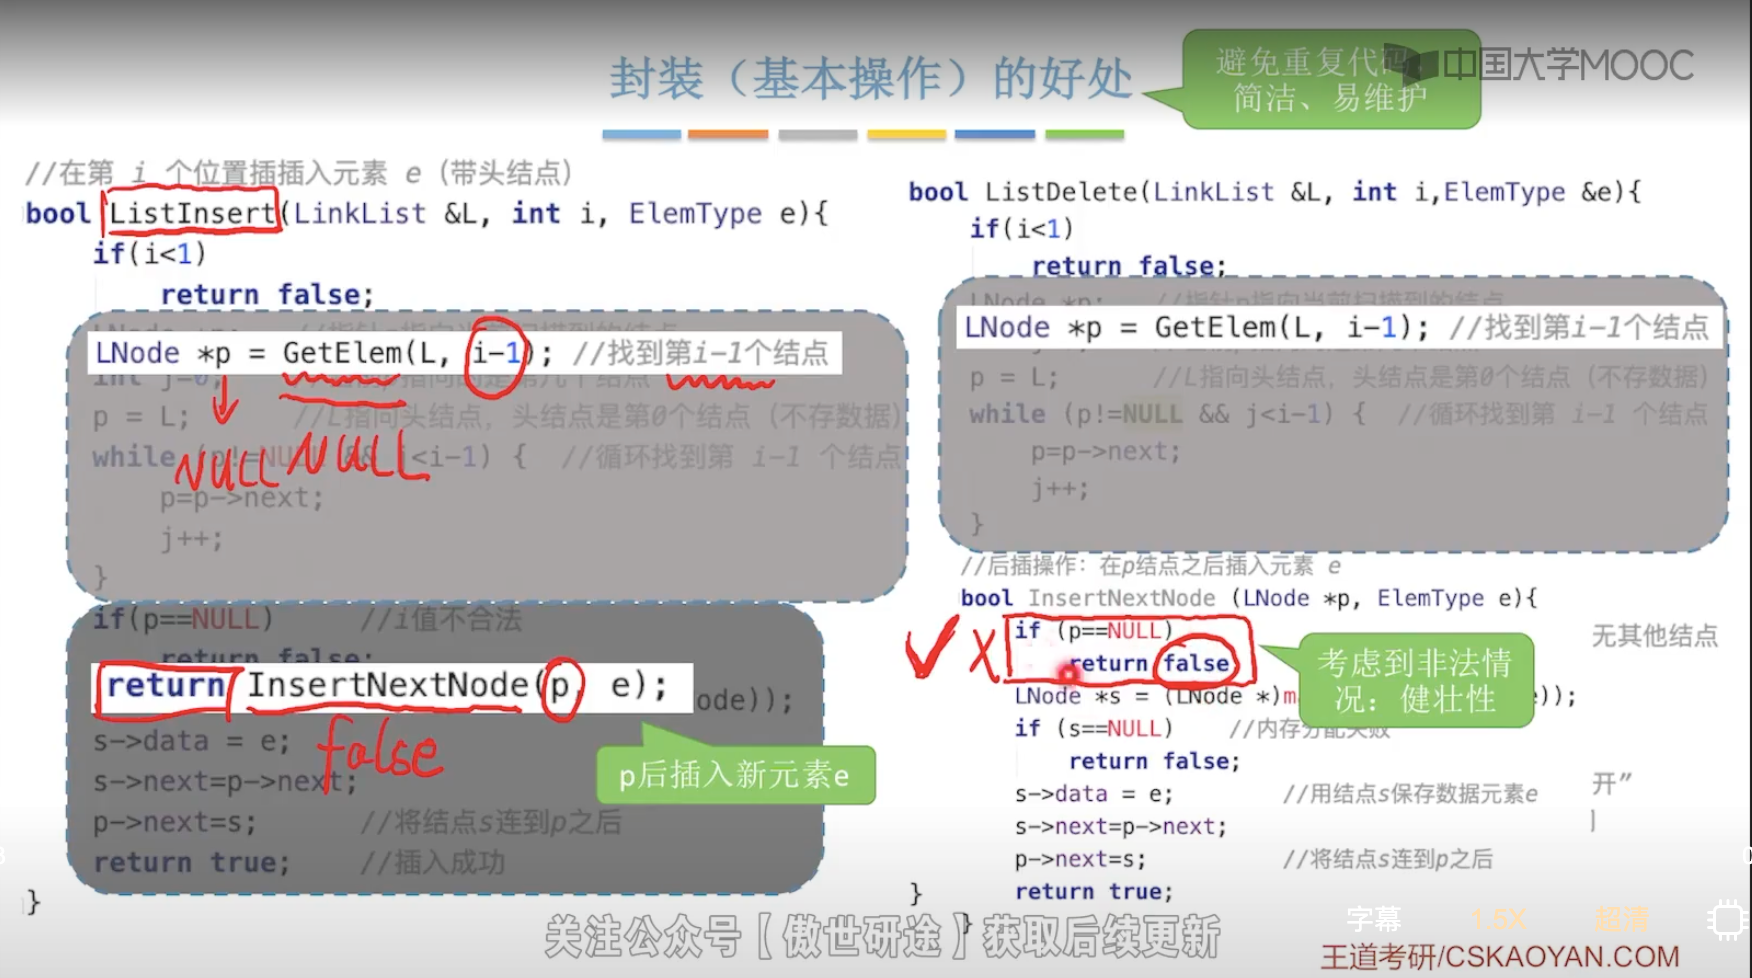 封装（基本操作）的好处
避免重复代码
简洁、易维护
中国大学MOOC
//在第 i 个位置插插入元素 e（带头结点）
bool ListInsert(LinkList &L, int i, ElemType e){
if(i<1)
return false;
LNode *p = GetElem(L, i-1); //找到第i-1个结点
p = L; //L指向头结点，头结点是第0个结点（不存数据）
while (p!=NULL && j<i-1) { //循环找到第 i-1 个结点
NULL NULL
p=p->next;
j++;
}
if(p==NULL) //i值不合法
return false;
return InsertNextNode(p, e);
ode));
s->data = e;
false
s->next=p->next;
p后插入新元素e
p->next=s; //将结点s连到p之后
return true; //插入成功
}
bool ListDelete(LinkList &L, int i,ElemType &e){
if(i<1)
return false;
LNode *p = GetElem(L, i-1); //找到第i-1个结点
p = L; //L指向头结点，头结点是第0个结点（不存数据）
while (p!=NULL && j<i-1) { //循环找到第 i-1 个结点
p=p->next;
j++;
}
//后插操作：在p结点之后插入元素 e
bool InsertNextNode (LNode *p, ElemType e){
if (p==NULL)
return false
无其他结点
考虑到非法情
况：健壮性
LNode *s = (LNode *)m
));
if (s==NULL) //内存分配失败
return false;
s->data = e; //用结点s保存数据元素e
开”
s->next=p->next;
p->next=s; //将结点s连到p之后
return true;
}
}
关注公众号【傲世研途】获取后续更新
字幕 1.5X 超清
王道考研/CSKAOYAN.COM